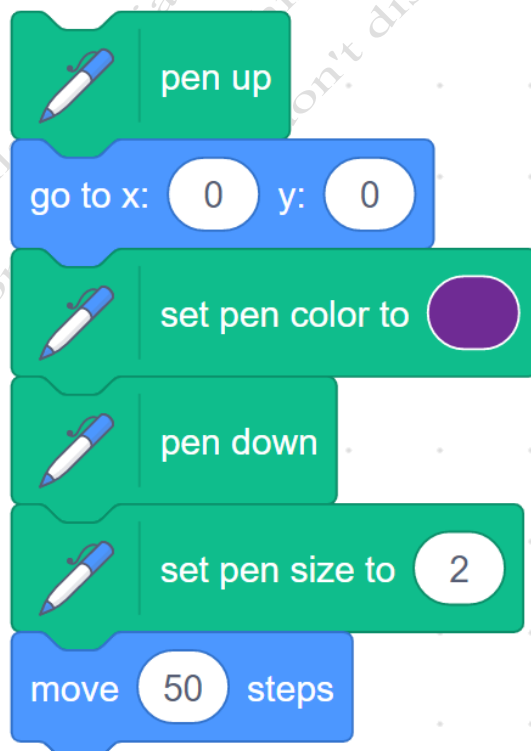 pen up
go to x: 0 y: 0
set pen color to
pen down
set pen size to 2
move 50 steps